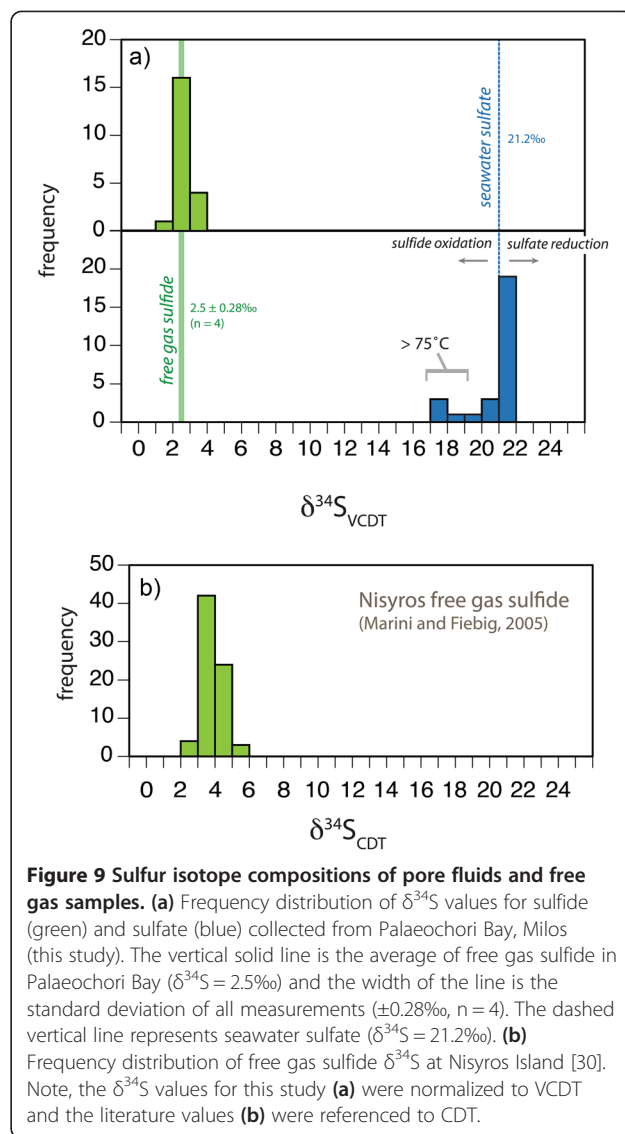 a)
20
15
10
5
0
frequency
seawater sulfate
21.2‰
sulfide oxidation
sulfate reduction
20
15
10
5
0
free gas sulfide
2.5 ± 0.28‰
(n = 4)
> 75˚C
0 2 4 6 8 10 12 14 16 18 20 22 24
δ34S VCDT
b)
50
40
30
20
10
0
frequency
Nisyros free gas sulfide
(Marini and Fiebig, 2005)
0 2 4 6 8 10 12 14 16 18 20 22 24
δ34S CDT
Figure 9 Sulfur isotope compositions of pore fluids and free
gas samples. (a) Frequency distribution of δ34S values for sulfide
(green) and sulfate (blue) collected from Palaeochori Bay, Milos
(this study). The vertical solid line is the average of free gas sulfide in
Palaeochori Bay (δ34S = 2.5‰) and the width of the line is the
standard deviation of all measurements (±0.28‰, n = 4). The dashed
vertical line represents seawater sulfate (δ34S = 21.2‰). (b)
Frequency distribution of free gas sulfide δ34S at Nisyros Island [30].
Note, the δ34S values for this study (a) were normalized to VCDT
and the literature values (b) were referenced to CDT.